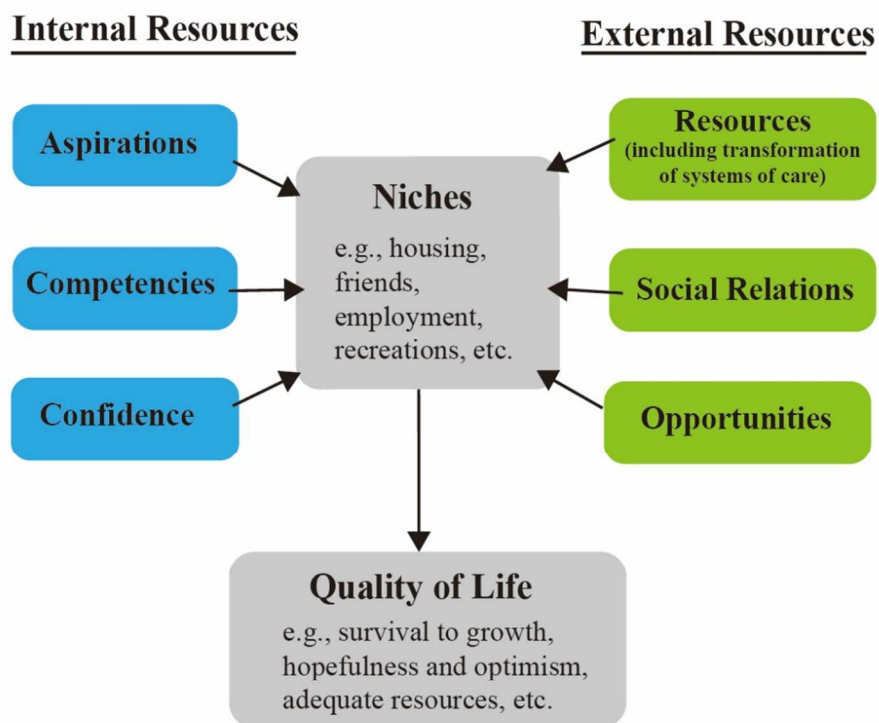 Internal Resources
External Resources
Aspirations
Competencies
Confidence
Niches
e.g., housing,
friends,
employment,
recreations, etc.
Resources
(including transformation
of systems of care)
Social Relations
Opportunities
Quality of Life
e.g., survival to growth,
hopefulness and optimism,
adequate resources, etc.